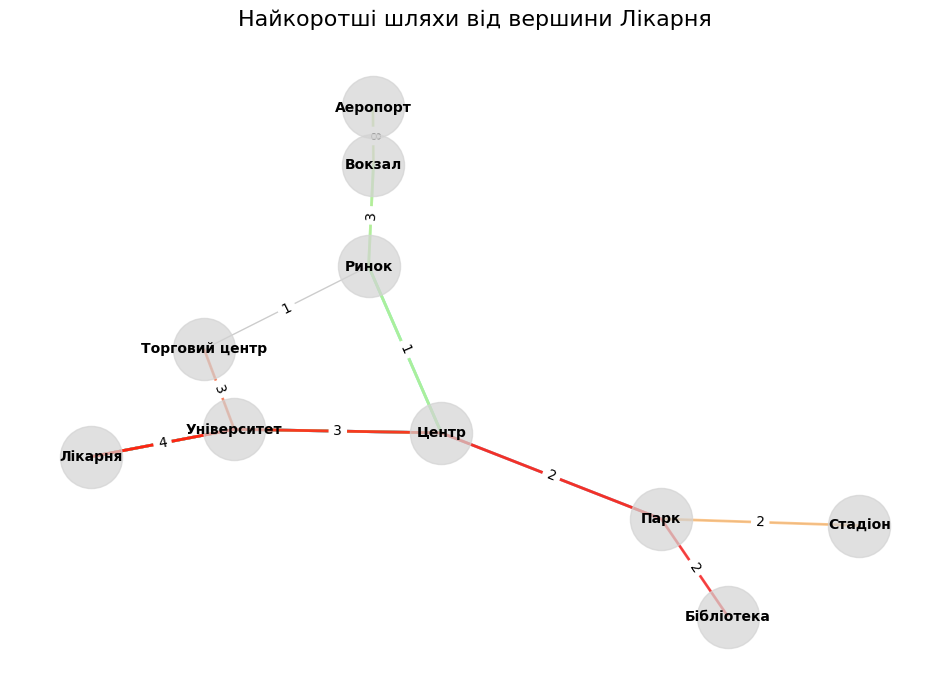 Найкоротші шляхи від вершини Лікарня
Аеропорт
8
Вокзал
3
Ринок
1
Торговий центр
1
3
Університет
3
Центр
4
Лікарня
2
Парк
2
Стадіон
2
Бібліотека